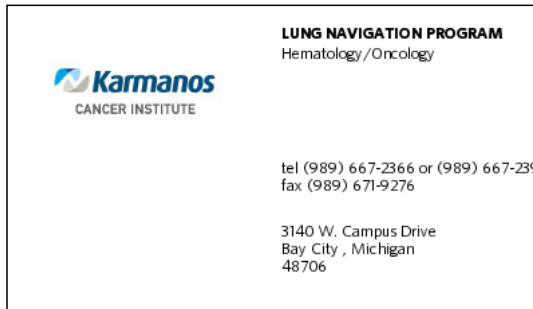 LUNG NAVIGATION PROGRAM
Hematology/Oncology
Karmanos
CANCER INSTITUTE
tel (989) 667-2366 or (989)
fax (989) 671-9276
3140 W. Campus Drive
Bay City , Michigan
48706